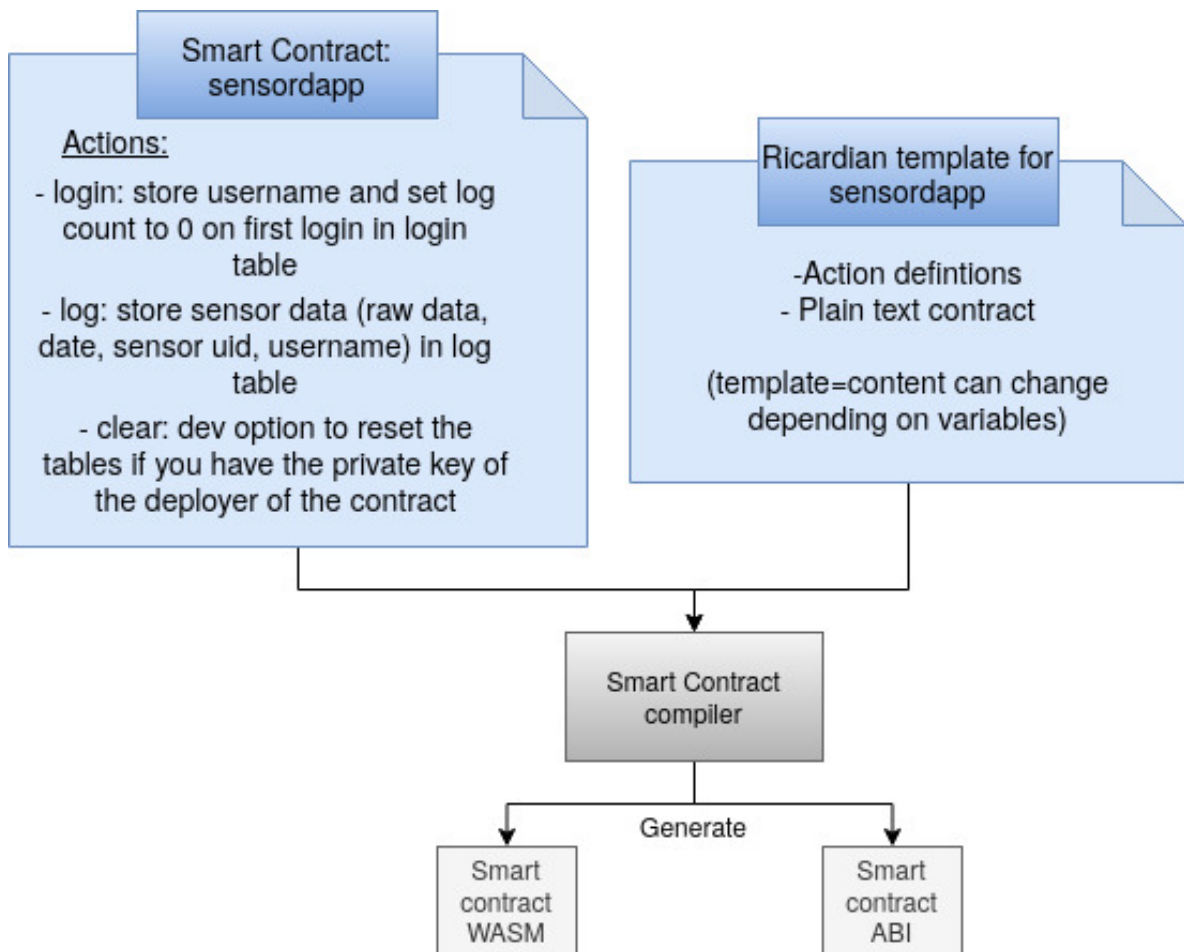 Smart Contract:
sensordapp
Actions:
- login: store username and set log
count to 0 on first login in login
table
- log: store sensor data (raw data,
date, sensor uid, username) in log
table
- clear: dev option to reset the
tables if you have the private key of
the deployer of the contract
Ricardian template for
sensordapp
-Action defintions
- Plain text contract
(template=content can change
depending on variables)
Smart Contract
compiler
Generate
Smart
contract
WASM
Smart
contract
ABI